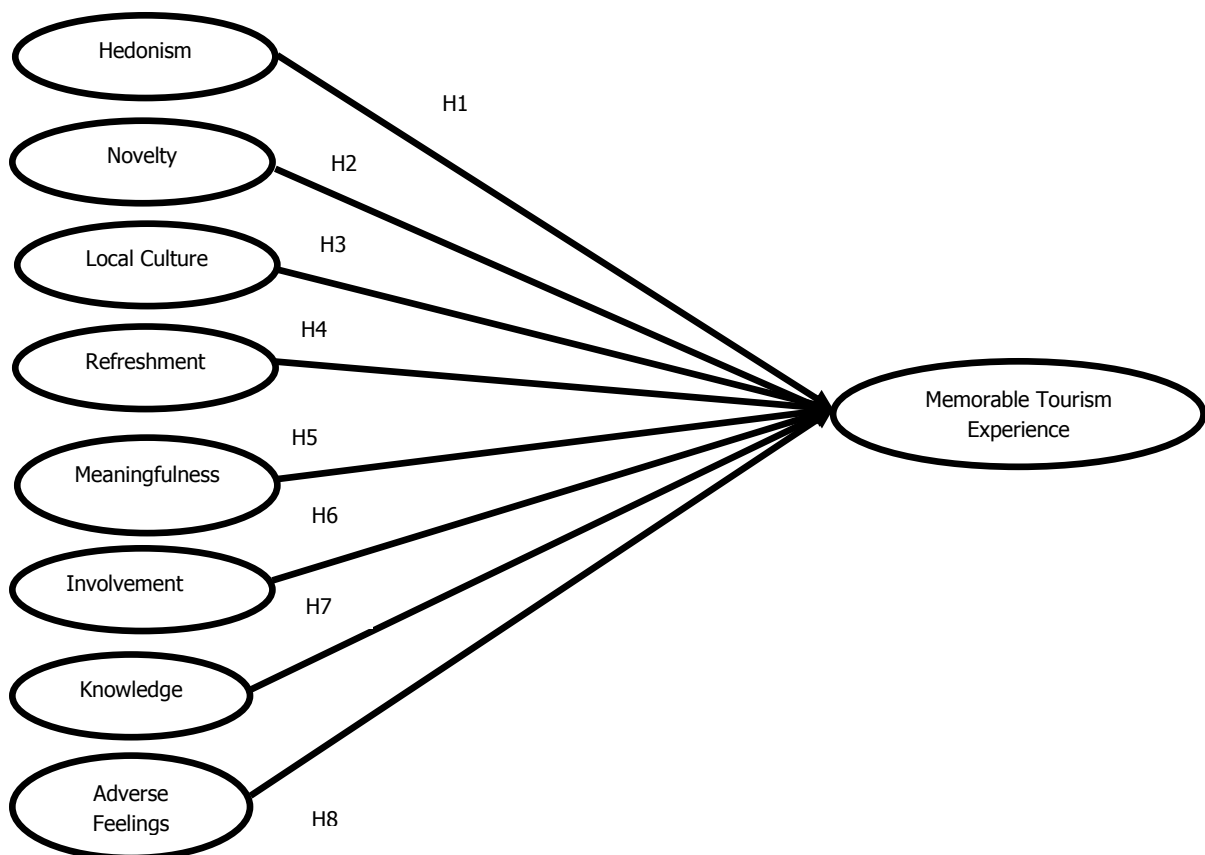 Hedonism
H1
Novelty
H2
Local Culture
H3
Refreshment
H4
Memorable Tourism
Experience
Meaningfulness
H5
H6
Involvement
H7
Knowledge
Adverse
Feelings
H8